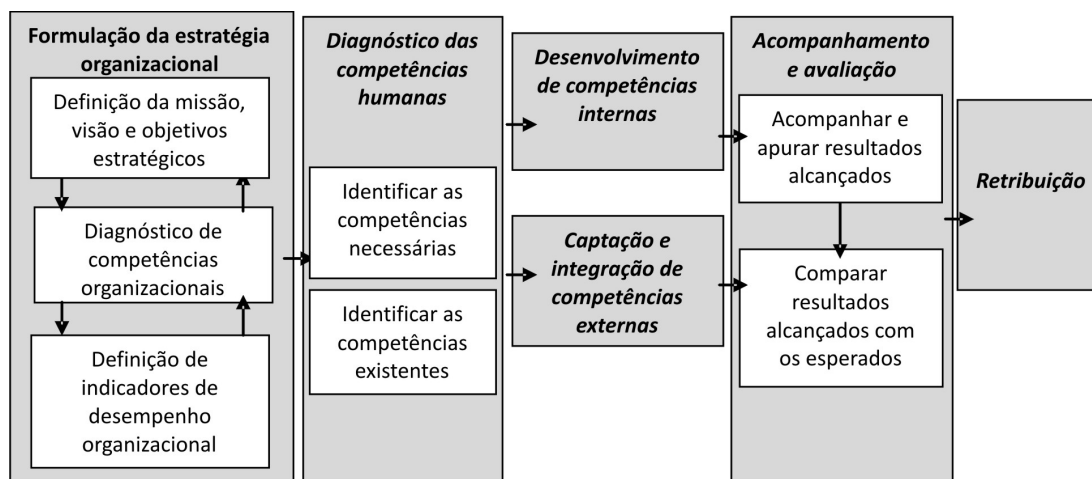 Formulação da estratégia
organizacional
Definição da missão,
visão e objetivos
estratégicos
Diagnóstico de
competências
organizacionais
Definição de
indicadores de
desempenho
organizacional
Diagnóstico das
competências
humanas
Identificar as
competências
necessárias
Identificar as
competências
existentes
Desenvolvimento
de competências
internas
Captação e
integração de
competências
externas
Acompanhamento
e avaliação
Acompanhar e
apurar resultados
alcançados
Comparar
resultados
alcançados com
os esperados
Retribuição